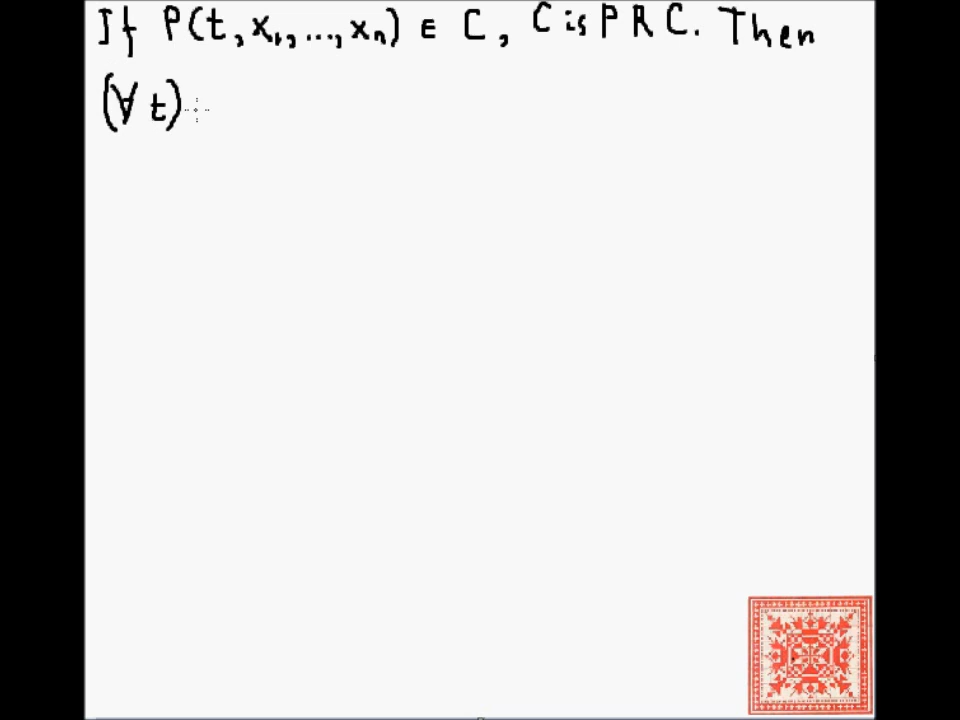 If P(t, x₁, ..., xₙ) ∈ C, C is PRC. Then
(∀ t)